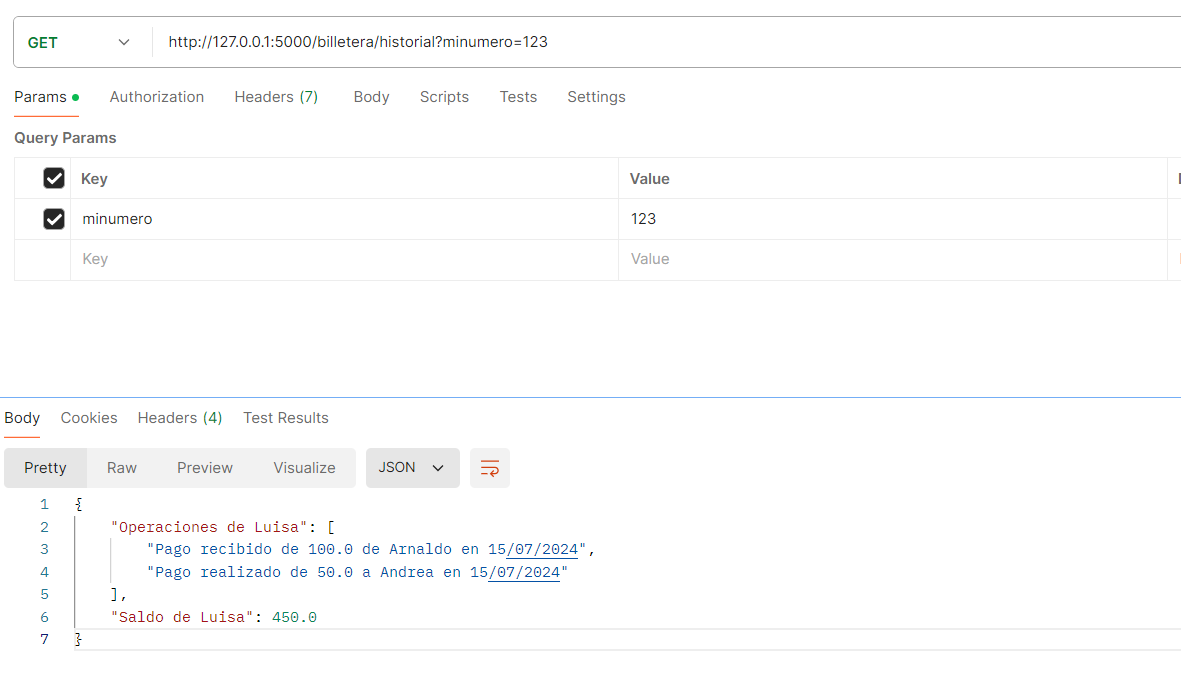 GET http://127.0.0.1:5000/billetera/historial?minumero=123
Params Authorization Headers (7) Body Scripts Tests Settings
Query Params
Key Value
minumero 123
Key Value
Body Cookies Headers (4) Test Results
Pretty Raw Preview Visualize JSON
1 {
2 "Operaciones de Luisa": [
3 "Pago recibido de 100.0 de Arnaldo en 15/07/2024",
4 "Pago realizado de 50.0 a Andrea en 15/07/2024"
5 ],
6 "Saldo de Luisa": 450.0
7 }